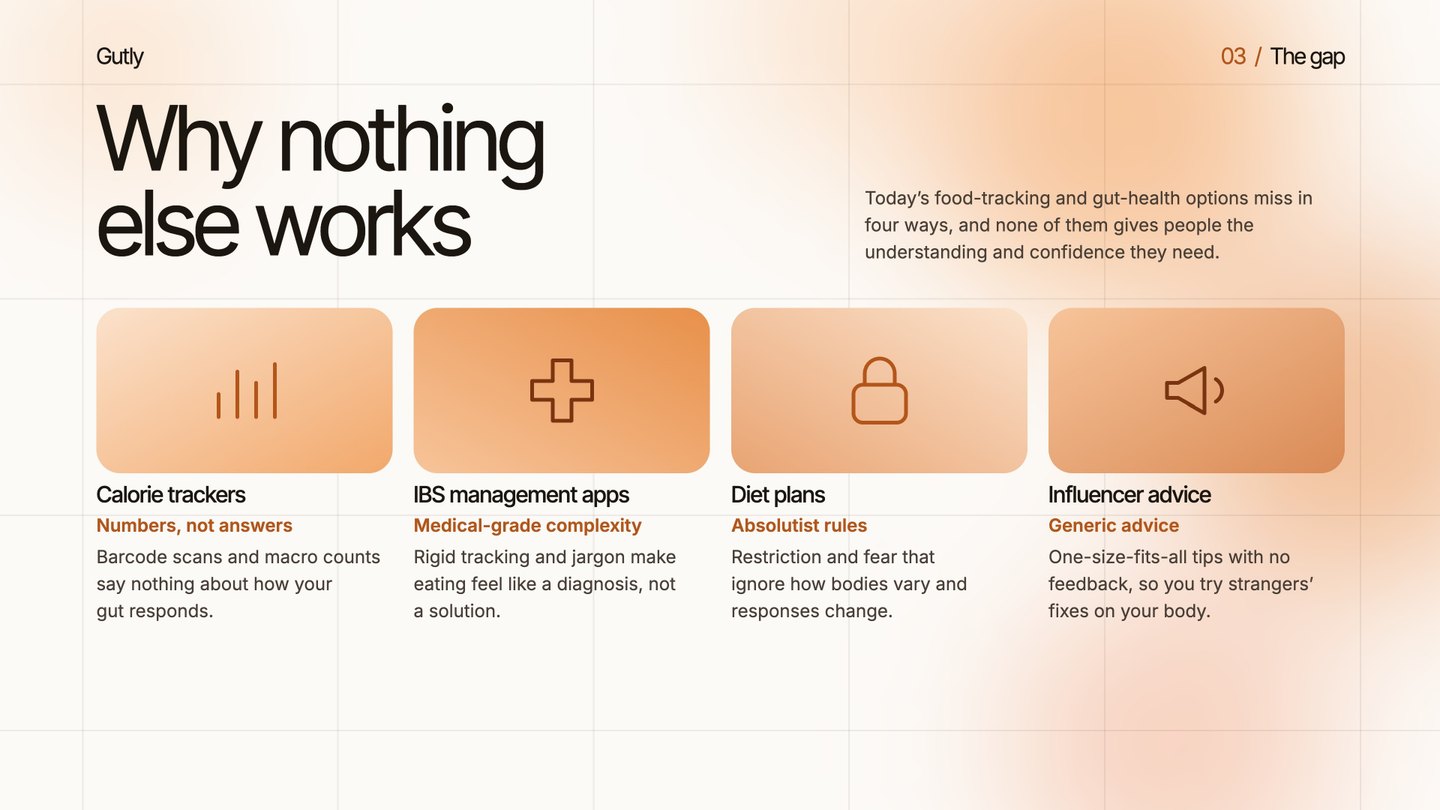 Gutly
03 / The gap
Why nothing
else works
Today’s food-tracking and gut-health options miss in
four ways, and none of them gives people the
understanding and confidence they need.
Calorie trackers
Numbers, not answers
Barcode scans and macro counts
say nothing about how your
gut responds.
IBS management apps
Medical-grade complexity
Rigid tracking and jargon make
eating feel like a diagnosis, not
a solution.
Diet plans
Absolutist rules
Restriction and fear that
ignore how bodies vary and
responses change.
Influencer advice
Generic advice
One-size-fits-all tips with no
feedback, so you try strangers’
fixes on your body.